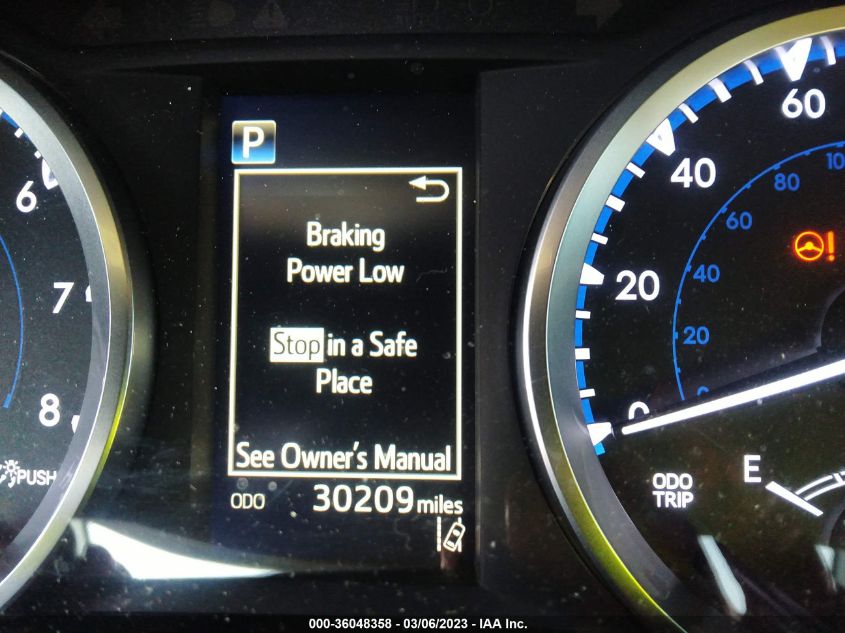 P
Braking
Power Low
Stop in a Safe
Place
See Owner's Manual
ODO 30209 miles
6
7
8
PUSH
60
40
20
0
80
60
40
20
0
!
ODO
TRIP
E
000-36048358 - 03/06/2023 - IAA Inc.